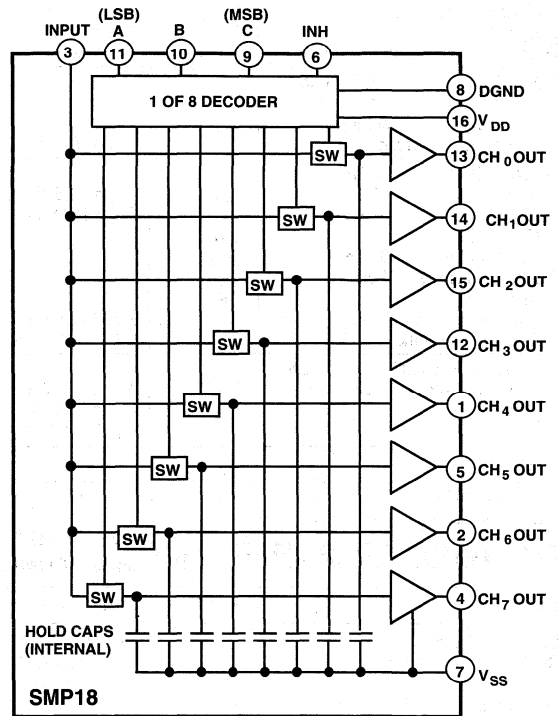 (LSB) (MSB)
INPUT A B C INH
3 11 10 9 6
1 OF 8 DECODER
8 DGND
16 VDD
SW 13 CH0OUT
SW 14 CH1OUT
SW 15 CH2OUT
SW 12 CH3OUT
SW 1 CH4OUT
SW 5 CH5OUT
SW 2 CH6OUT
SW 4 CH7OUT
HOLD CAPS
(INTERNAL)
7 VSS
SMP18